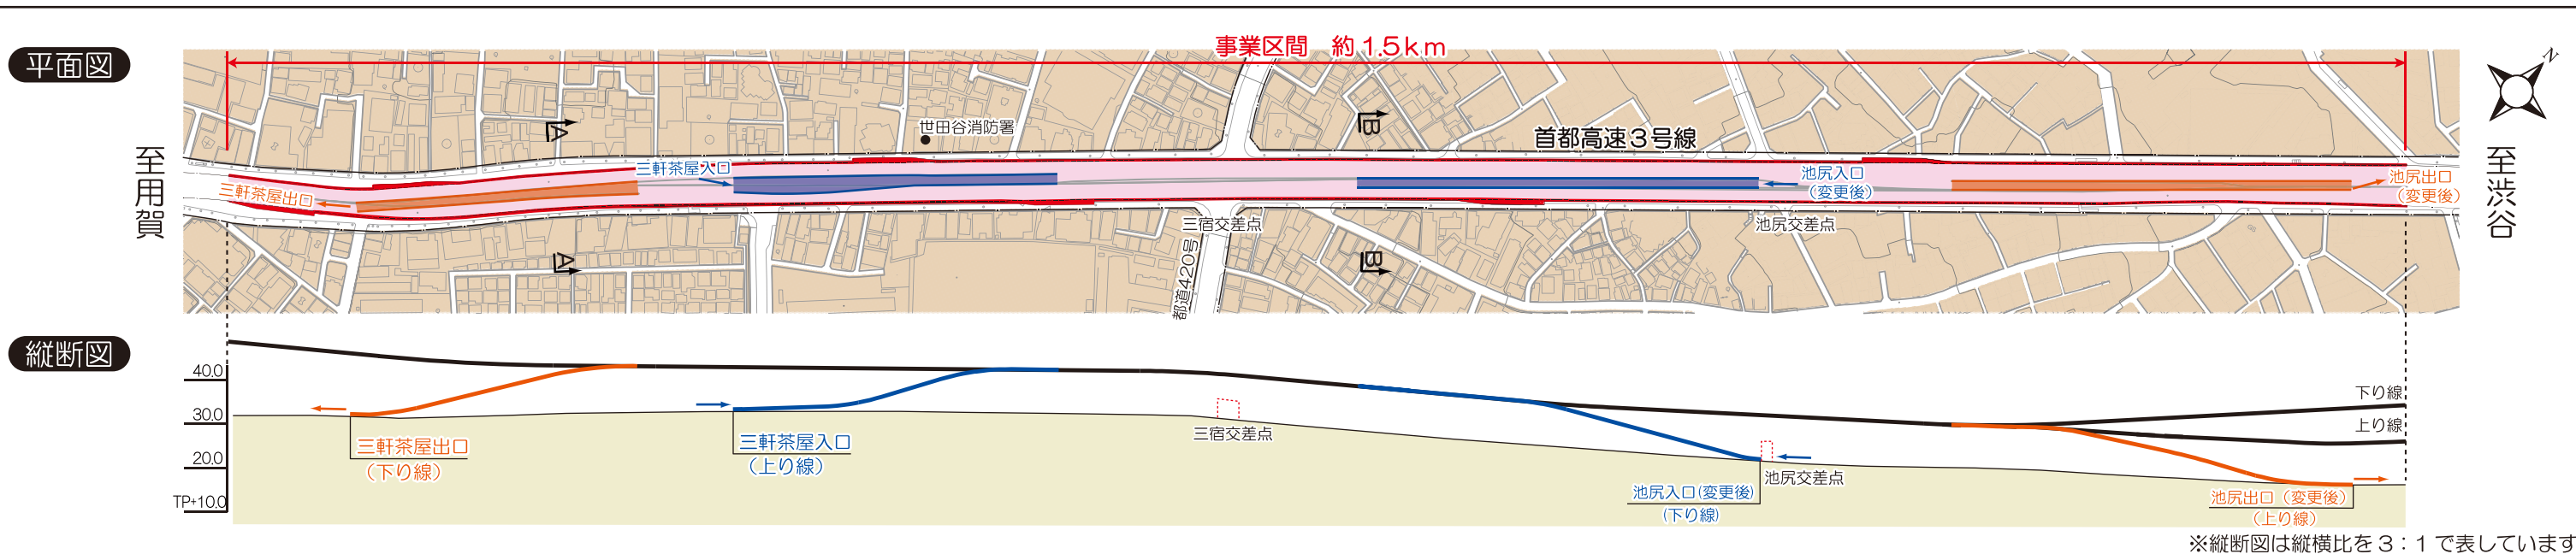 平面図
事業区間　約1.5km
N
A
世田谷消防署
B
首都高速3号線
至用賀
三軒茶屋出口
三軒茶屋入口
池尻入口
(変更後)
池尻出口
(変更後)
至渋谷
三宿交差点
池尻交差点
都道420号
A
B
縦断図
40.0
30.0
20.0
TP+10.0
下り線
上り線
三軒茶屋出口
(下り線)
三軒茶屋入口
(上り線)
三宿交差点
池尻入口(変更後)
(下り線)
池尻交差点
池尻出口(変更後)
(上り線)
※縦断図は縦横比を3：1で表しています